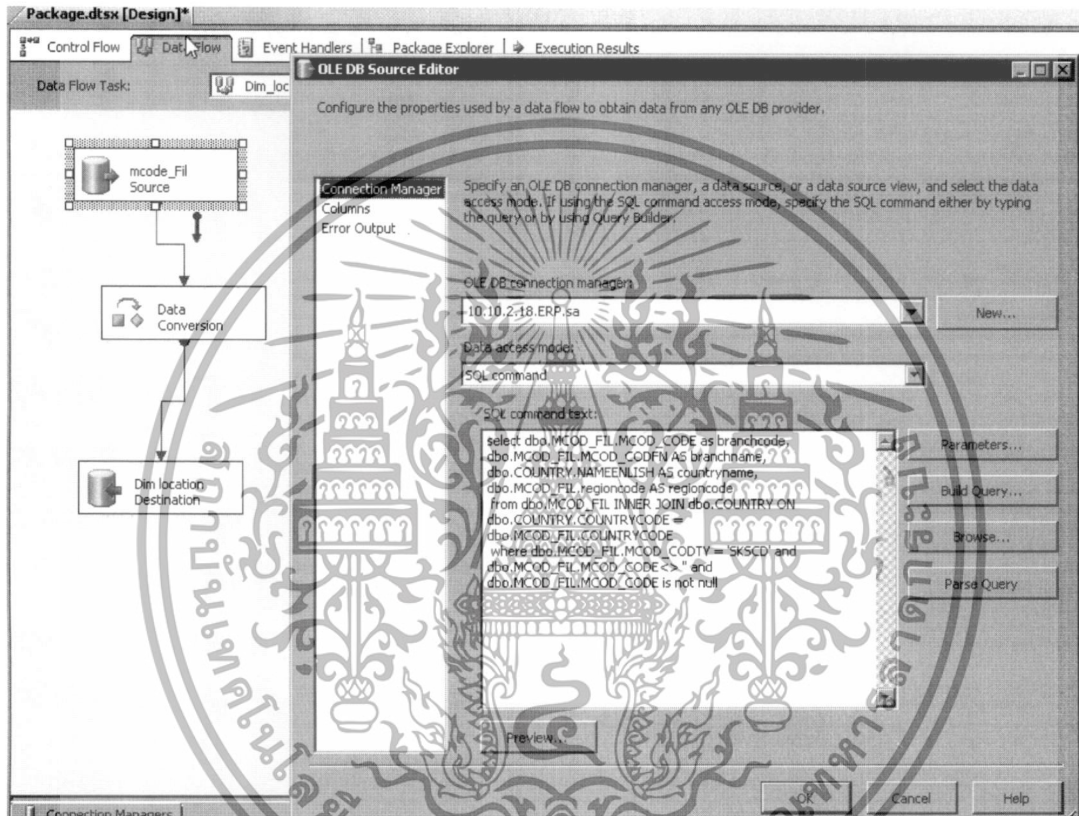 Package.dtsx [Design]*
Control Flow
Data Flow
Event Handlers
Package Explorer
Execution Results
Data Flow Task:
Dim_loc
mcode_Fil
Source
Data
Conversion
Dim location
Destination
Connection Managers
OLE DB Source Editor
Configure the properties used by a data flow to obtain data from any OLE DB provider.
Connection Manager
Columns
Error Output
Specify an OLE DB connection manager, a data source, or a data source view, and select the data
access mode. If using the SQL command access mode, specify the SQL command either by typing
the query or by using Query Builder.
OLE DB connection manager:
10.10.2.18.ERP.sa
New...
Data access mode:
SQL command
SQL command text:
select dbo.MCOD_FIL.MCOD_CODE as branchcode,
dbo.MCOD_FIL.MCOD_CODFN AS branchname,
dbo.COUNTRY.NAMEENLISH AS countryname,
dbo.MCOD_FIL.regioncode AS regioncode
from dbo.MCOD_FIL INNER JOIN dbo.COUNTRY ON
dbo.COUNTRY.COUNTRYCODE =
dbo.MCOD_FIL.COUNTRYCODE
where dbo.MCOD_FIL.MCOD_CODTY = 'SKSCD' and
dbo.MCOD_FIL.MCOD_CODE<>'' and
dbo.MCOD_FIL.MCOD_CODE is not null
Parameters...
Build Query...
Browse...
Parse Query
Preview...
OK
Cancel
Help